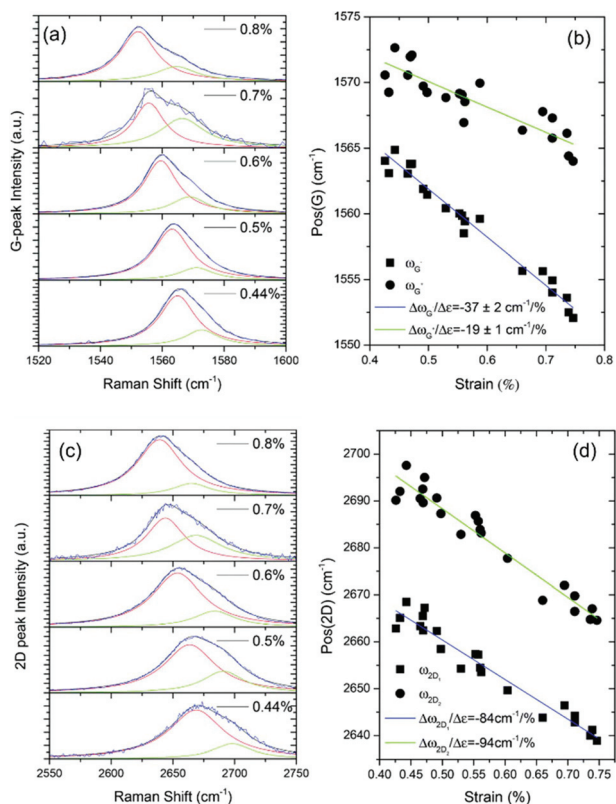 (a)
0.8%
0.7%
0.6%
0.5%
0.44%
G-peak Intensity (a.u.)
1520 1540 1560 1580 1600
Raman Shift (cm⁻¹)
(b)
1575
1570
1565
1560
1555
1550
Pos(G) (cm⁻¹)
ω_G⁻
ω_G⁺
Δω_G⁻/Δε=-37 ± 2 cm⁻¹/%
Δω_G⁺/Δε=-19 ± 1 cm⁻¹/%
0.4 0.5 0.6 0.7 0.8
Strain (%)
(c)
0.8%
0.7%
0.6%
0.5%
0.44%
2D peak Intensity (a.u.)
2550 2600 2650 2700 2750
Raman Shift (cm⁻¹)
(d)
2700
2690
2680
2670
2660
2650
2640
Pos(2D) (cm⁻¹)
ω_2D₁
ω_2D₂
Δω_2D₁/Δε=-84cm⁻¹/%
Δω_2D₂/Δε=-94cm⁻¹/%
0.40 0.45 0.50 0.55 0.60 0.65 0.70 0.75
Strain (%)